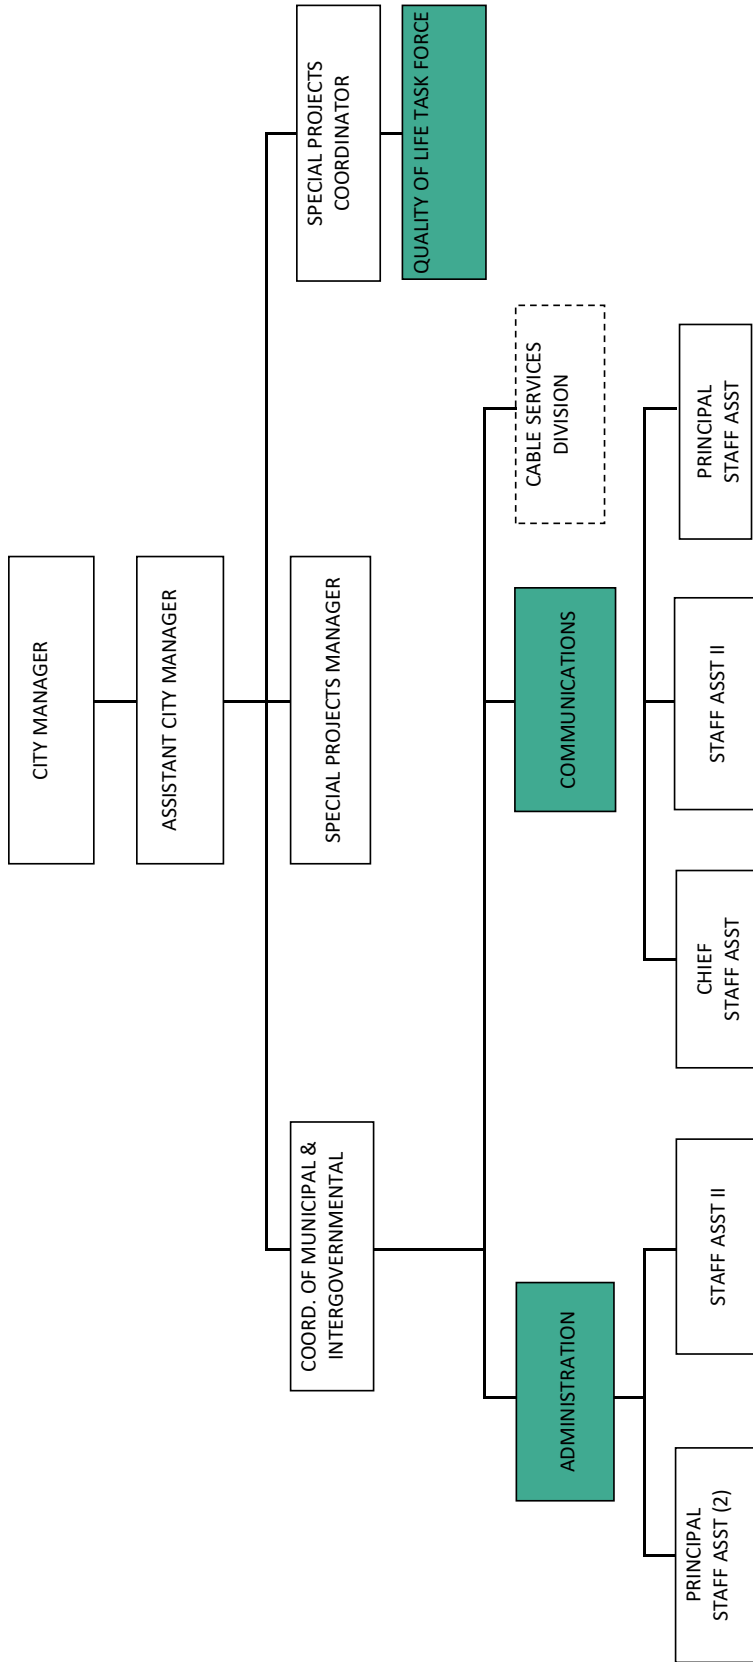 CITY MANAGER
ASSISTANT CITY MANAGER
COORD. OF MUNICIPAL &
INTERGOVERNMENTAL
SPECIAL PROJECTS MANAGER
SPECIAL PROJECTS
COORDINATOR
QUALITY OF LIFE TASK FORCE
ADMINISTRATION
COMMUNICATIONS
CABLE SERVICES
DIVISION
PRINCIPAL
STAFF ASST (2)
STAFF ASST II
CHIEF
STAFF ASST
STAFF ASST II
PRINCIPAL
STAFF ASST